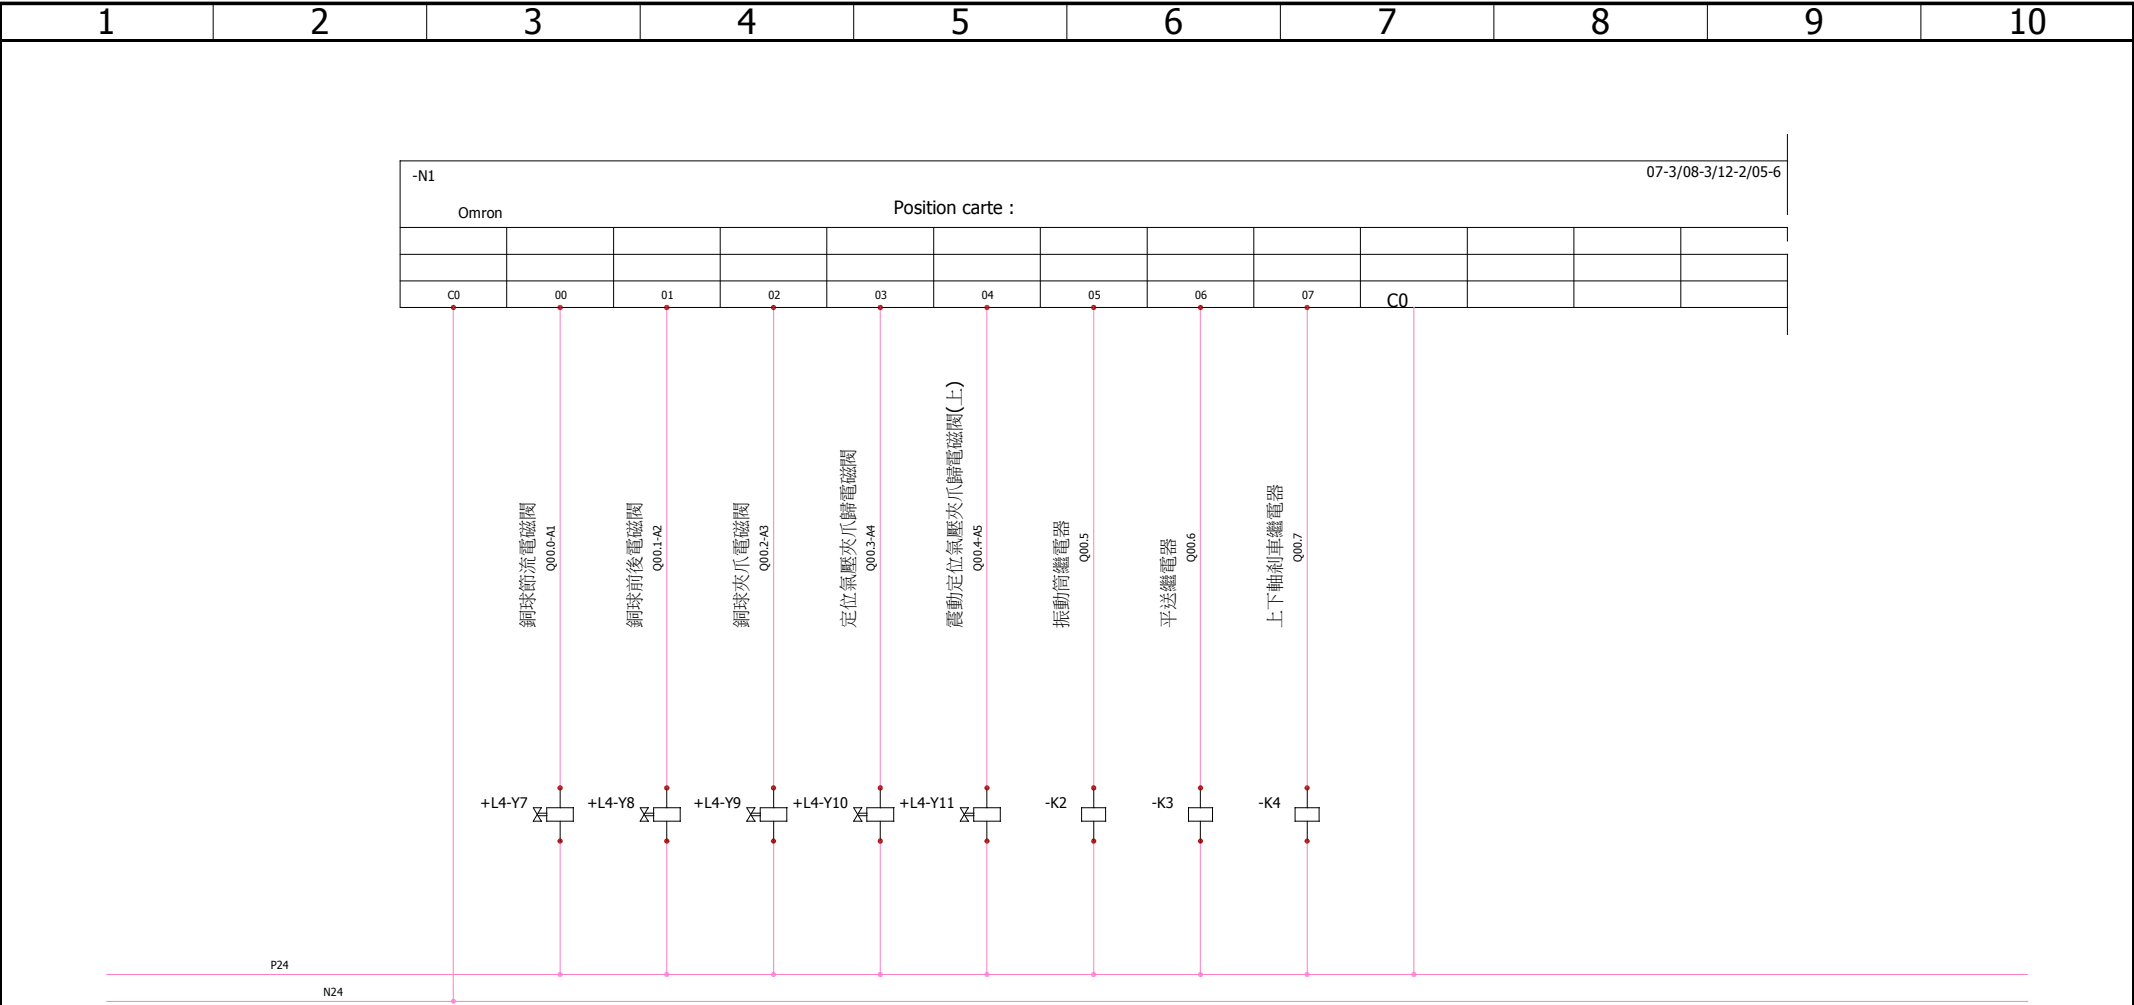 1 2 3 4 5 6 7 8 9 10
-N1
07-3/08-3/12-2/05-6
Omron
Position carte :
C0 00 01 02 03 04 05 06 07 C0
銅球節流電磁閥
Q00.0-A1
銅球前後電磁閥
Q00.1-A2
銅球夾爪電磁閥
Q00.2-A3
定位氣壓夾爪歸電磁閥
Q00.3-A4
震動定位氣壓夾爪歸電磁閥(上)
Q00.4-A5
振動筒繼電器
Q00.5
平送繼電器
Q00.6
上下軸剎車繼電器
Q00.7
+L4-Y7 +L4-Y8 +L4-Y9 +L4-Y10 +L4-Y11 -K2 -K3 -K4
P24
N24